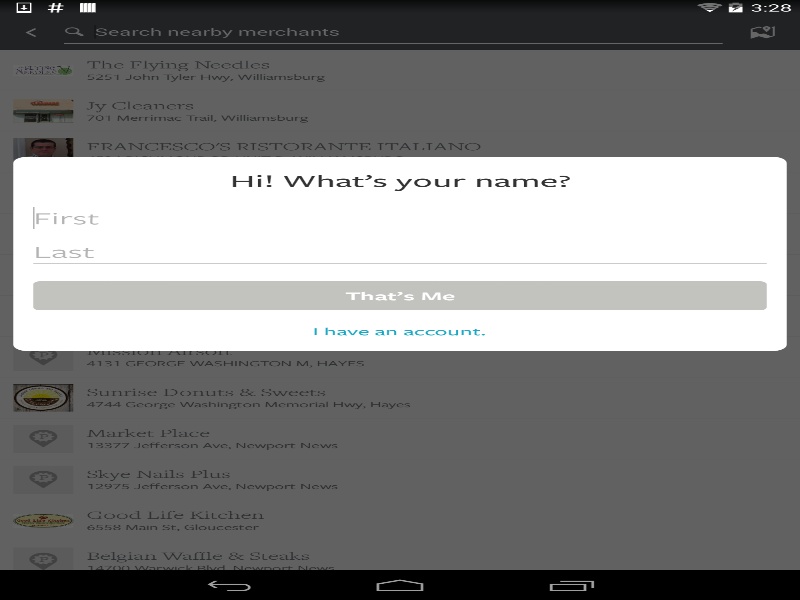 # 3:28
Search nearby merchants
The Flying Needles
5251 John Tyler Hwy, Williamsburg
Jy Cleaners
701 Merrimac Trail, Williamsburg
FRANCESCO'S RISTORANTE ITALIANO
Hi! What's your name?
First
Last
That's Me
I have an account.
4131 GEORGE WASHINGTON M, HAYES
Sunrise Donuts & Sweets
4744 George Washington Memorial Hwy, Hayes
Market Place
13377 Jefferson Ave, Newport News
Skye Nails Plus
12975 Jefferson Ave, Newport News
Good Life Kitchen
6558 Main St, Gloucester
Belgian Waffle & Steaks
14700 Warwick Blvd, Newport News